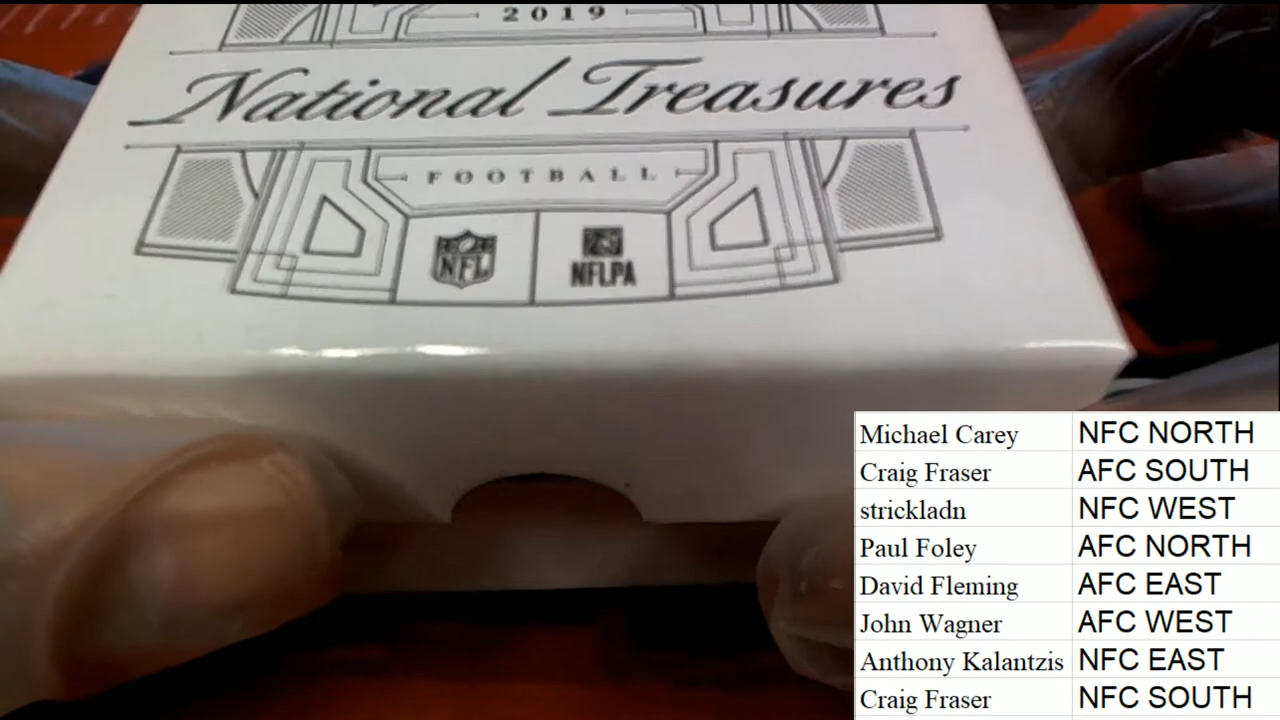 2019
National Treasures
FOOTBALL
NFL
NFLPA
Michael Carey NFC NORTH
Craig Fraser AFC SOUTH
strickladn NFC WEST
Paul Foley AFC NORTH
David Fleming AFC EAST
John Wagner AFC WEST
Anthony Kalantzis NFC EAST
Craig Fraser NFC SOUTH